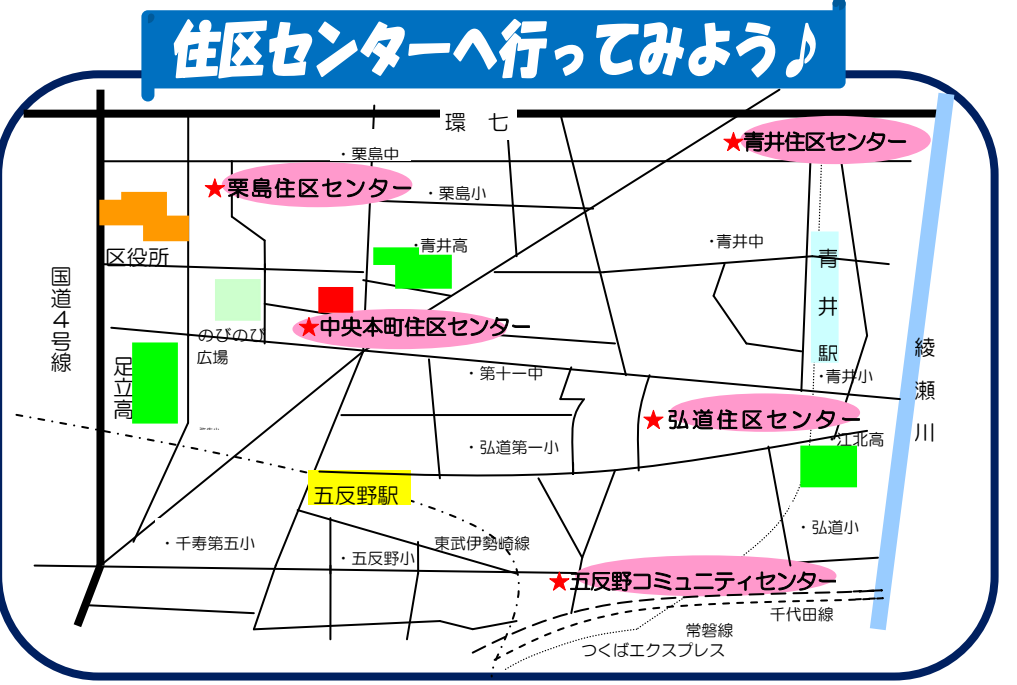 住区センターへ行ってみよう♪
環 七
★青井住区センター
・栗島中
★栗島住区センター
・栗島小
・青井高
・青井中
区役所
青井駅
国道4号線
のびのび
広場
★中央本町住区センター
足立高
・第十一中
・青井小
綾瀬川
★弘道住区センター
江北高
・弘道第一小
五反野駅
・弘道小
・千寿第五小
東武伊勢崎線
・五反野小
★五反野コミュニティセンター
千代田線
常磐線
つくばエクスプレス